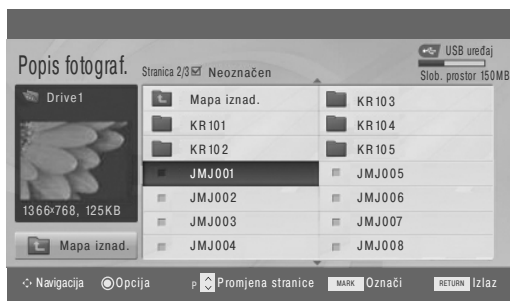 Popis fotograf.
Stranica 2/3 Neoznačen
USB uređaj
Slob. prostor 150MB
Drive1
1366x768, 125KB
Mapa iznad.
Mapa iznad. KR103
KR101 KR104
KR102 KR105
JMJ001 JMJ005
JMJ002 JMJ006
JMJ003 JMJ007
JMJ004 JMJ008
Navigacija Opcija P Promjena stranice MARK Označi RETURN Izlaz